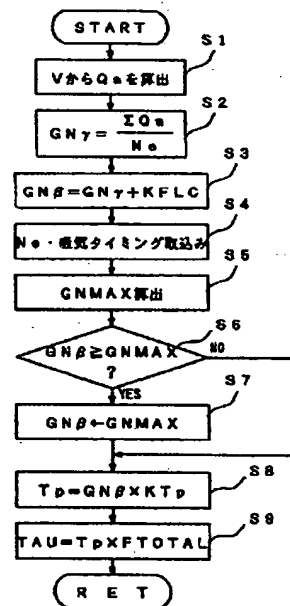 START
S1
VからQaを算出
S2
GNγ=ΣQa/Ne
S3
GNβ=GNγ+KFLC
S4
Ne・吸気タイミング取込み
S5
GNMAX算出
S6
GNβ≧GNMAX
?
NO
YES
S7
GNβ←GNMAX
S8
Tp=GNβ×KTp
S9
TAU=Tp×FTOTAL
RET